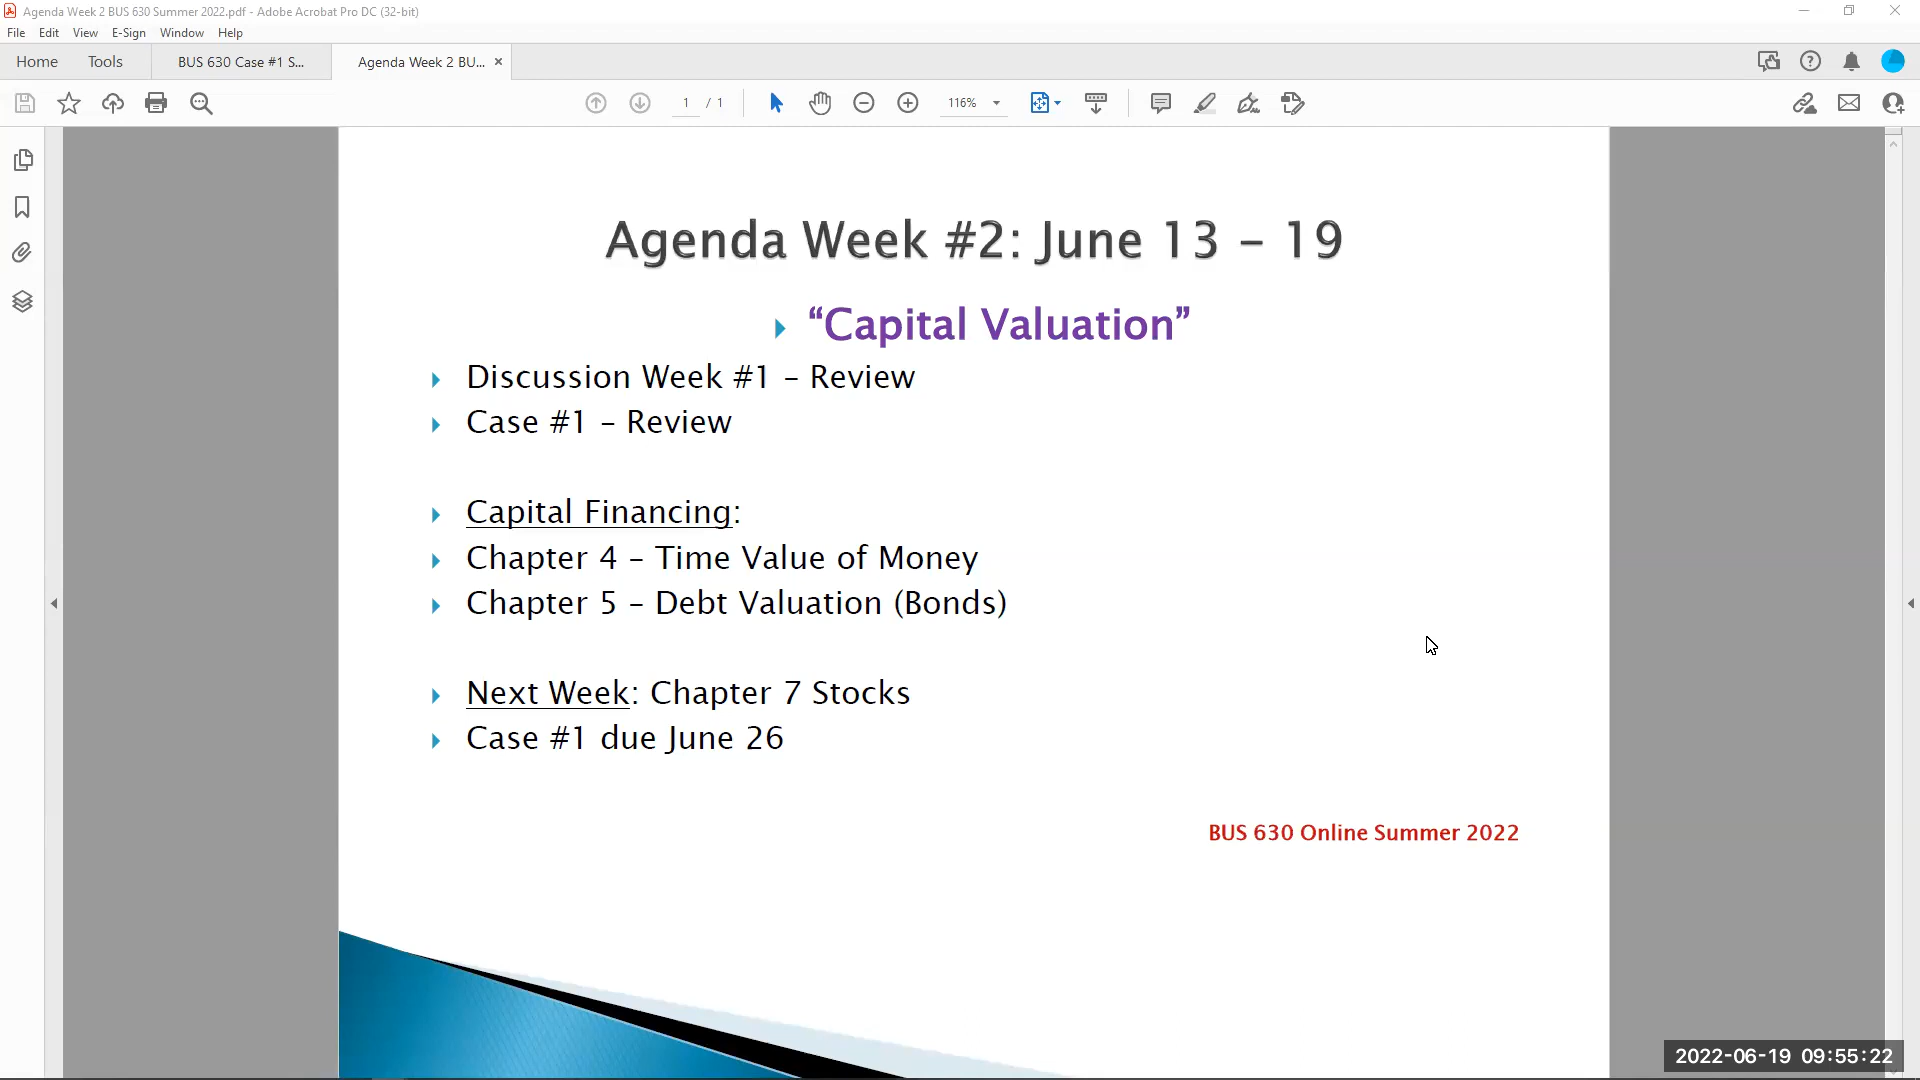 Agenda Week 2 BUS 630 Summer 2022.pdf - Adobe Acrobat Pro DC (32-bit)
File Edit View E-Sign Window Help
Home Tools BUS 630 Case #1 S... Agenda Week 2 BU... ×
1 / 1 116%
Agenda Week #2: June 13 – 19
“Capital Valuation”
Discussion Week #1 – Review
Case #1 – Review
Capital Financing:
Chapter 4 – Time Value of Money
Chapter 5 – Debt Valuation (Bonds)
Next Week: Chapter 7 Stocks
Case #1 due June 26
BUS 630 Online Summer 2022
2022-06-19 09:55:22